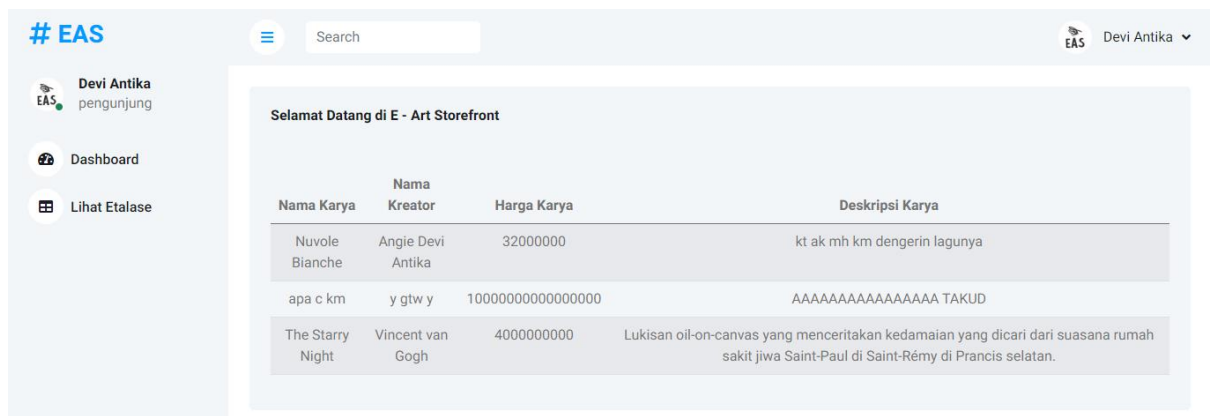 # EAS
Search
EAS
Devi Antika
EAS
Devi Antika
pengunjung
Dashboard
Lihat Etalase
Selamat Datang di E - Art Storefront
Nama Karya Nama Kreator Harga Karya Deskripsi Karya
Nuvole Bianche Angie Devi Antika 32000000 kt ak mh km dengerin lagunya
apa c km y gtw y 10000000000000000 AAAAAAAAAAAAAAAA TAKUD
The Starry Night Vincent van Gogh 4000000000 Lukisan oil-on-canvas yang menceritakan kedamaian yang dicari dari suasana rumah
sakit jiwa Saint-Paul di Saint-Rémy di Prancis selatan.